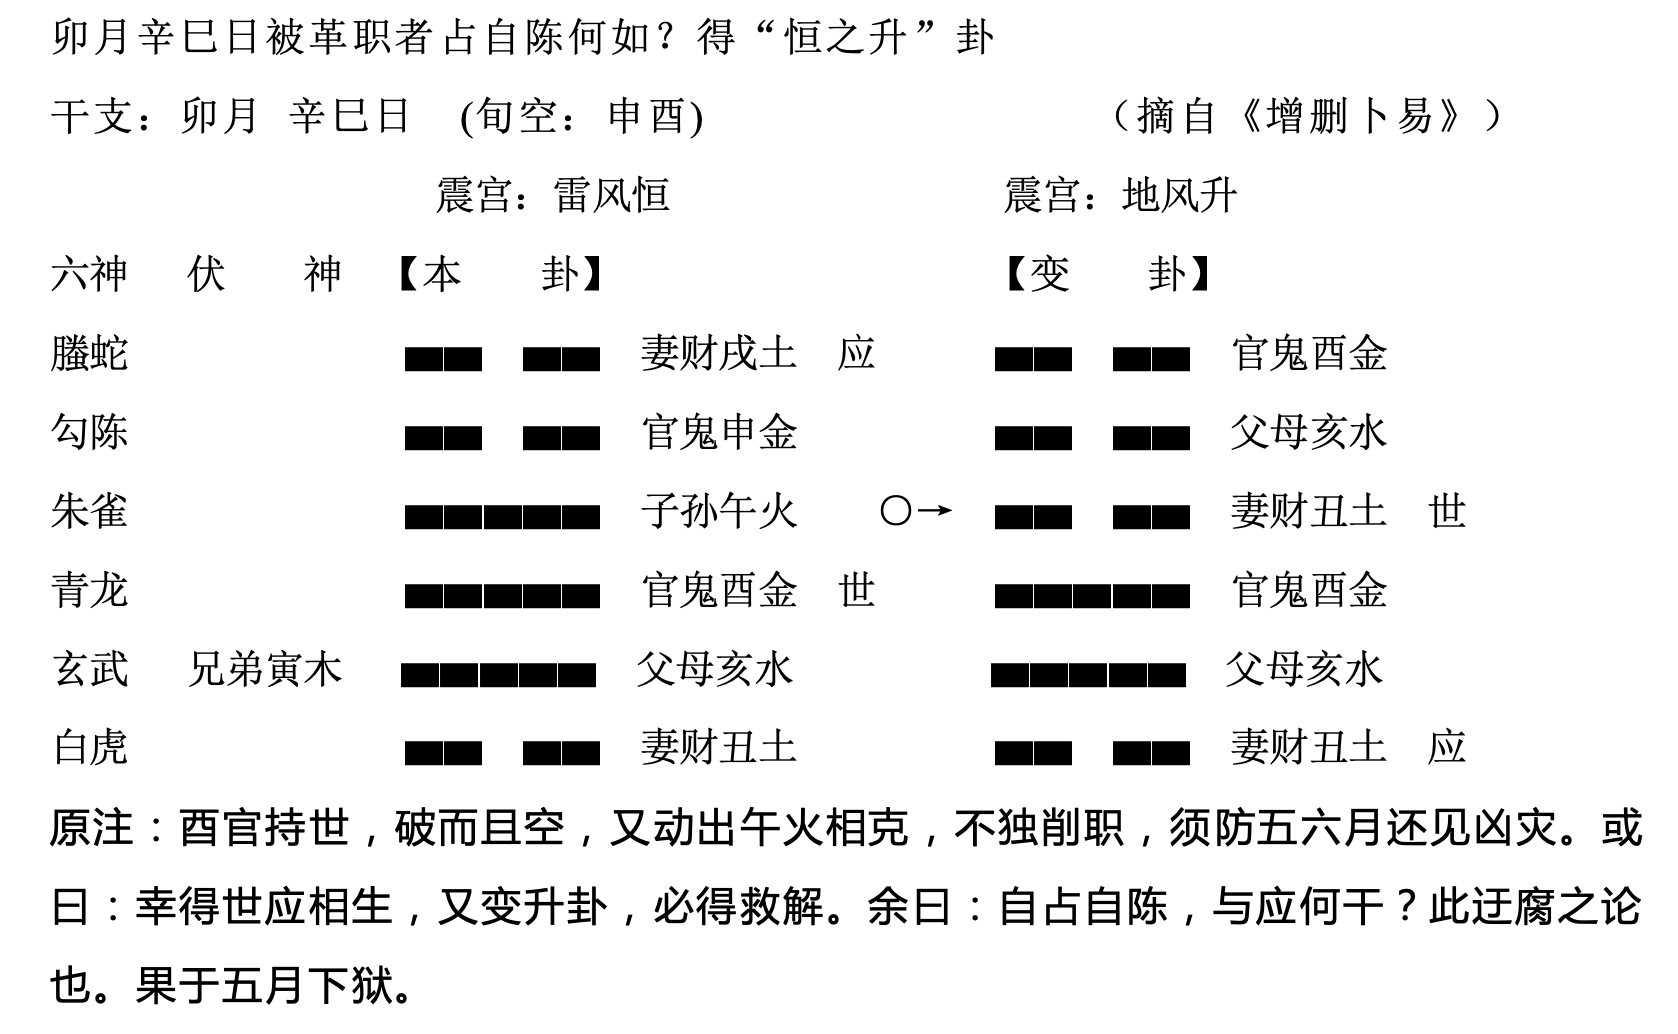 卯月辛巳日被革职者占自陈何如？得“恒之升”卦
干支：卯月 辛巳日 (旬空：申酉) （摘自《增删卜易》）
震宫：雷风恒 震宫：地风升
六神 伏 神 【本 卦】 【变 卦】
螣蛇 妻财戌土 应 官鬼酉金
勾陈 官鬼申金 父母亥水
朱雀 子孙午火 ○→ 妻财丑土 世
青龙 官鬼酉金 世 官鬼酉金
玄武 兄弟寅木 父母亥水 父母亥水
白虎 妻财丑土 妻财丑土 应
原注：酉官持世，破而且空，又动出午火相克，不独削职，须防五六月还见凶灾。或
曰：幸得世应相生，又变升卦，必得救解。余曰：自占自陈，与应何干？此迂腐之论
也。果于五月下狱。